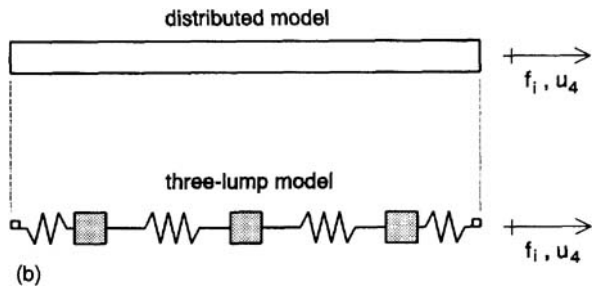 distributed model
f_i , u_4
three-lump model
f_i , u_4
(b)